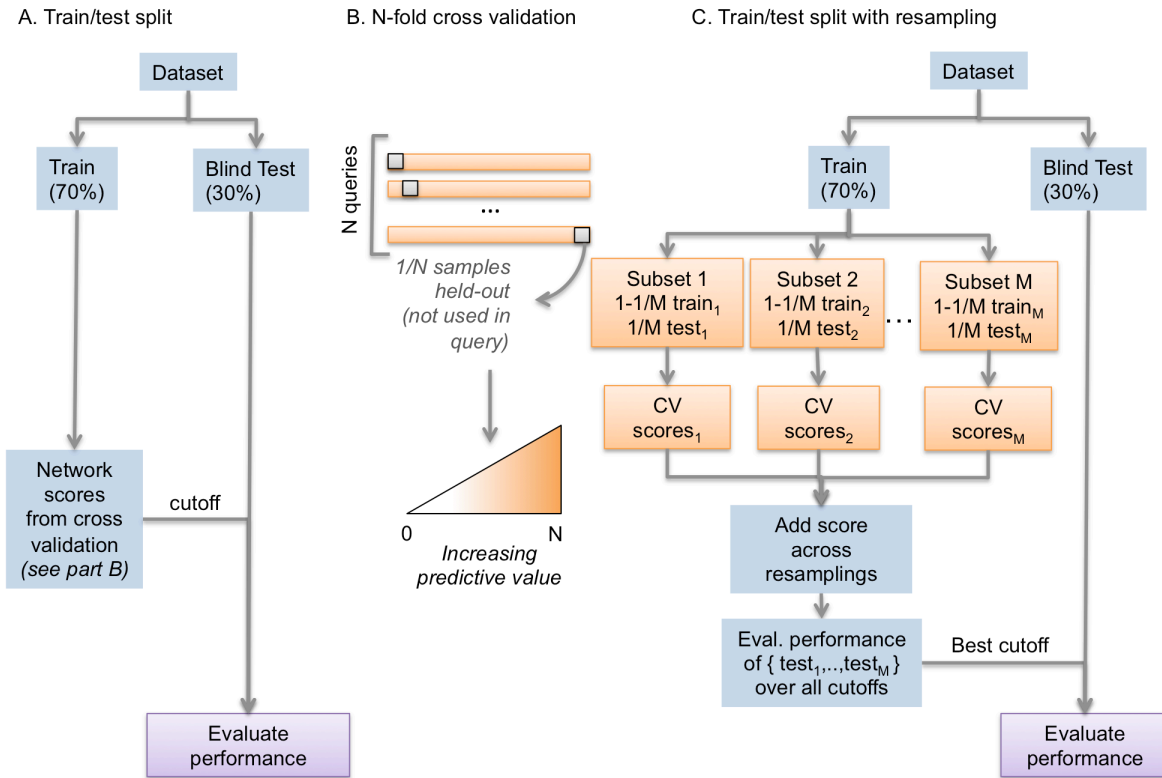 A. Train/test split
Dataset
Train
(70%)
Blind Test
(30%)
Network
scores
from cross
validation
(see part B)
cutoff
Evaluate
performance
B. N-fold cross validation
N queries
...
1/N samples
held-out
(not used in
query)
0
N
Increasing
predictive value
C. Train/test split with resampling
Dataset
Train
(70%)
Blind Test
(30%)
Subset 1
1-1/M train₁
1/M test₁
Subset 2
1-1/M train₂
1/M test₂
...
Subset M
1-1/M trainM
1/M testM
CV
scores₁
CV
scores₂
CV
scoresM
Add score
across
resamplings
Eval. performance
of { test₁,..,testM }
over all cutoffs
Best cutoff
Evaluate
performance